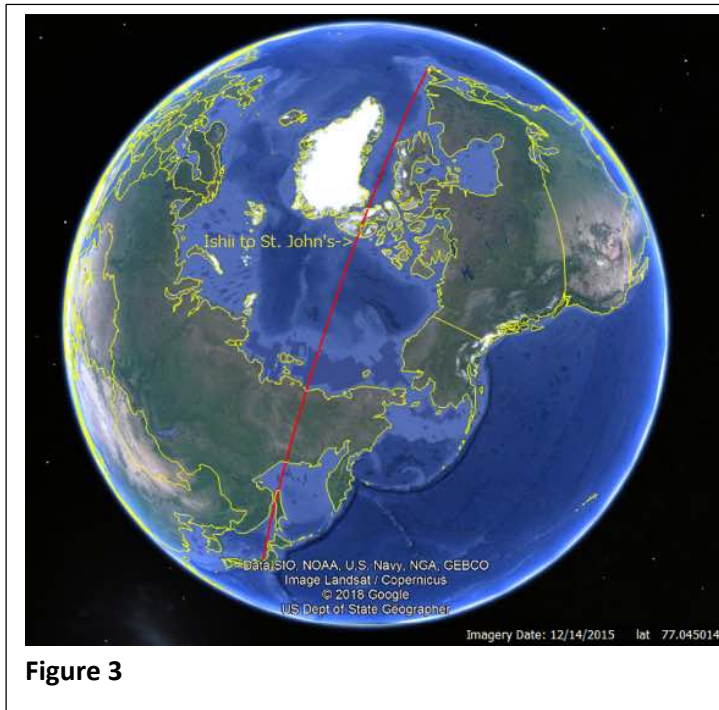 Ishii to St. John's->
Data SIO, NOAA, U.S. Navy, NGA, GEBCO
Image Landsat / Copernicus
© 2018 Google
US Dept of State Geographer
Imagery Date: 12/14/2015 lat 77.045014
Figure 3